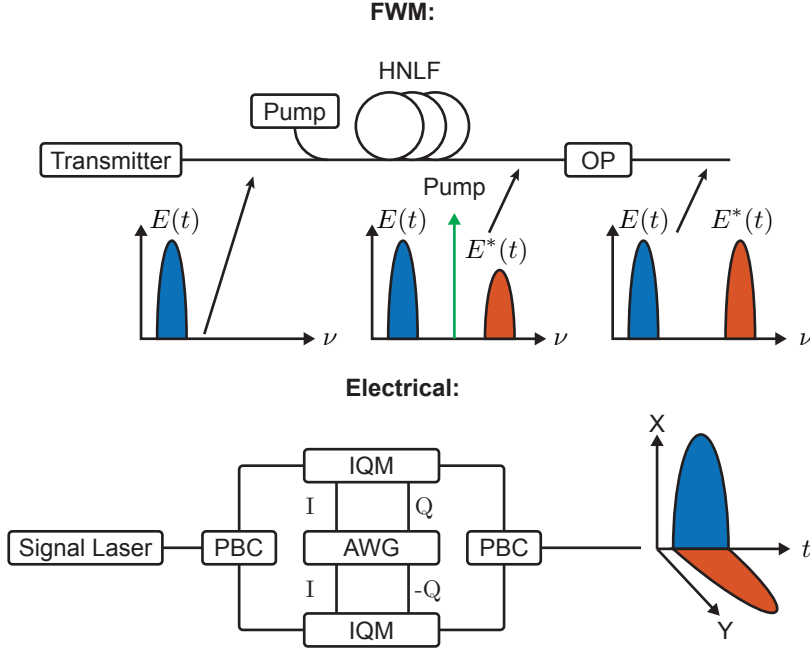 FWM:
HNLF
Pump
Transmitter
OP
Pump
E(t)
E(t)
E*(t)
E(t)
E*(t)
ν
ν
ν
Electrical:
X
IQM
I
Q
Signal Laser
PBC
AWG
PBC
t
I
-Q
IQM
Y